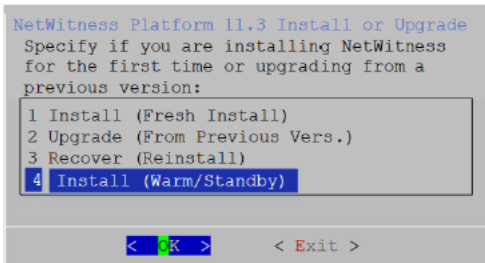 NetWitness Platform 11.3 Install or Upgrade
Specify if you are installing NetWitness
for the first time or upgrading from a
previous version:
1 Install (Fresh Install)
2 Upgrade (From Previous Vers.)
3 Recover (Reinstall)
4 Install (Warm/Standby)
< OK > < Exit >